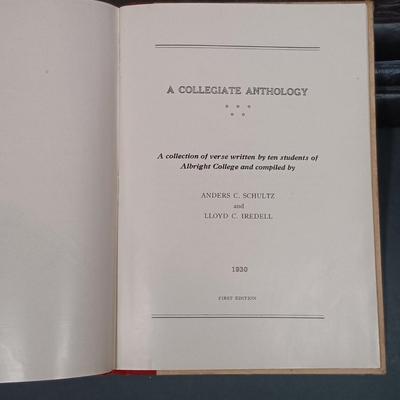 A COLLEGIATE ANTHOLOGY
* * *
* *
A collection of verse written by ten students of
Albright College and compiled by
ANDERS C. SCHULTZ
and
LLOYD C. IREDELL
1930
FIRST EDITION